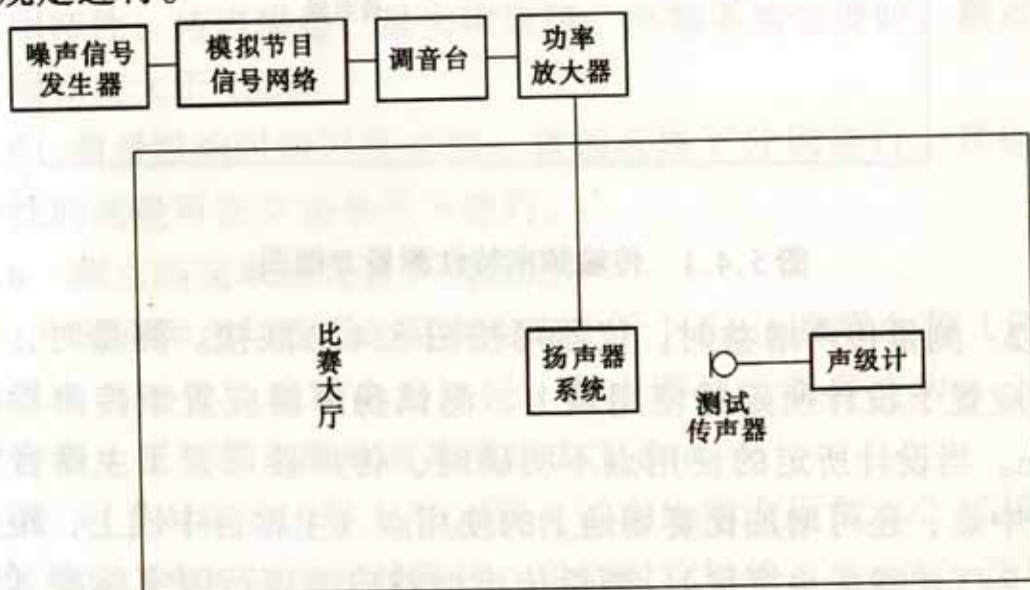 噪声信号
发生器
模拟节目
信号网络
调音台
功率
放大器
比赛大厅
扬声器
系统
测试
传声器
声级计